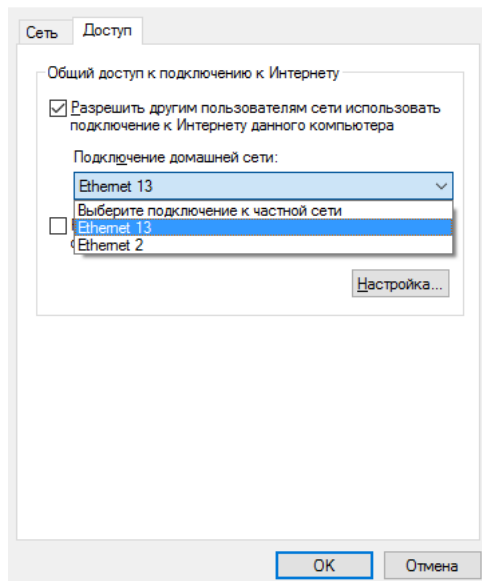 Сеть Доступ
Общий доступ к подключению к Интернету
Разрешить другим пользователям сети использовать
подключение к Интернету данного компьютера
Подключение домашней сети:
Ethernet 13
Выберите подключение к частной сети
Ethernet 13
Ethernet 2
Настройка...
OK Отмена